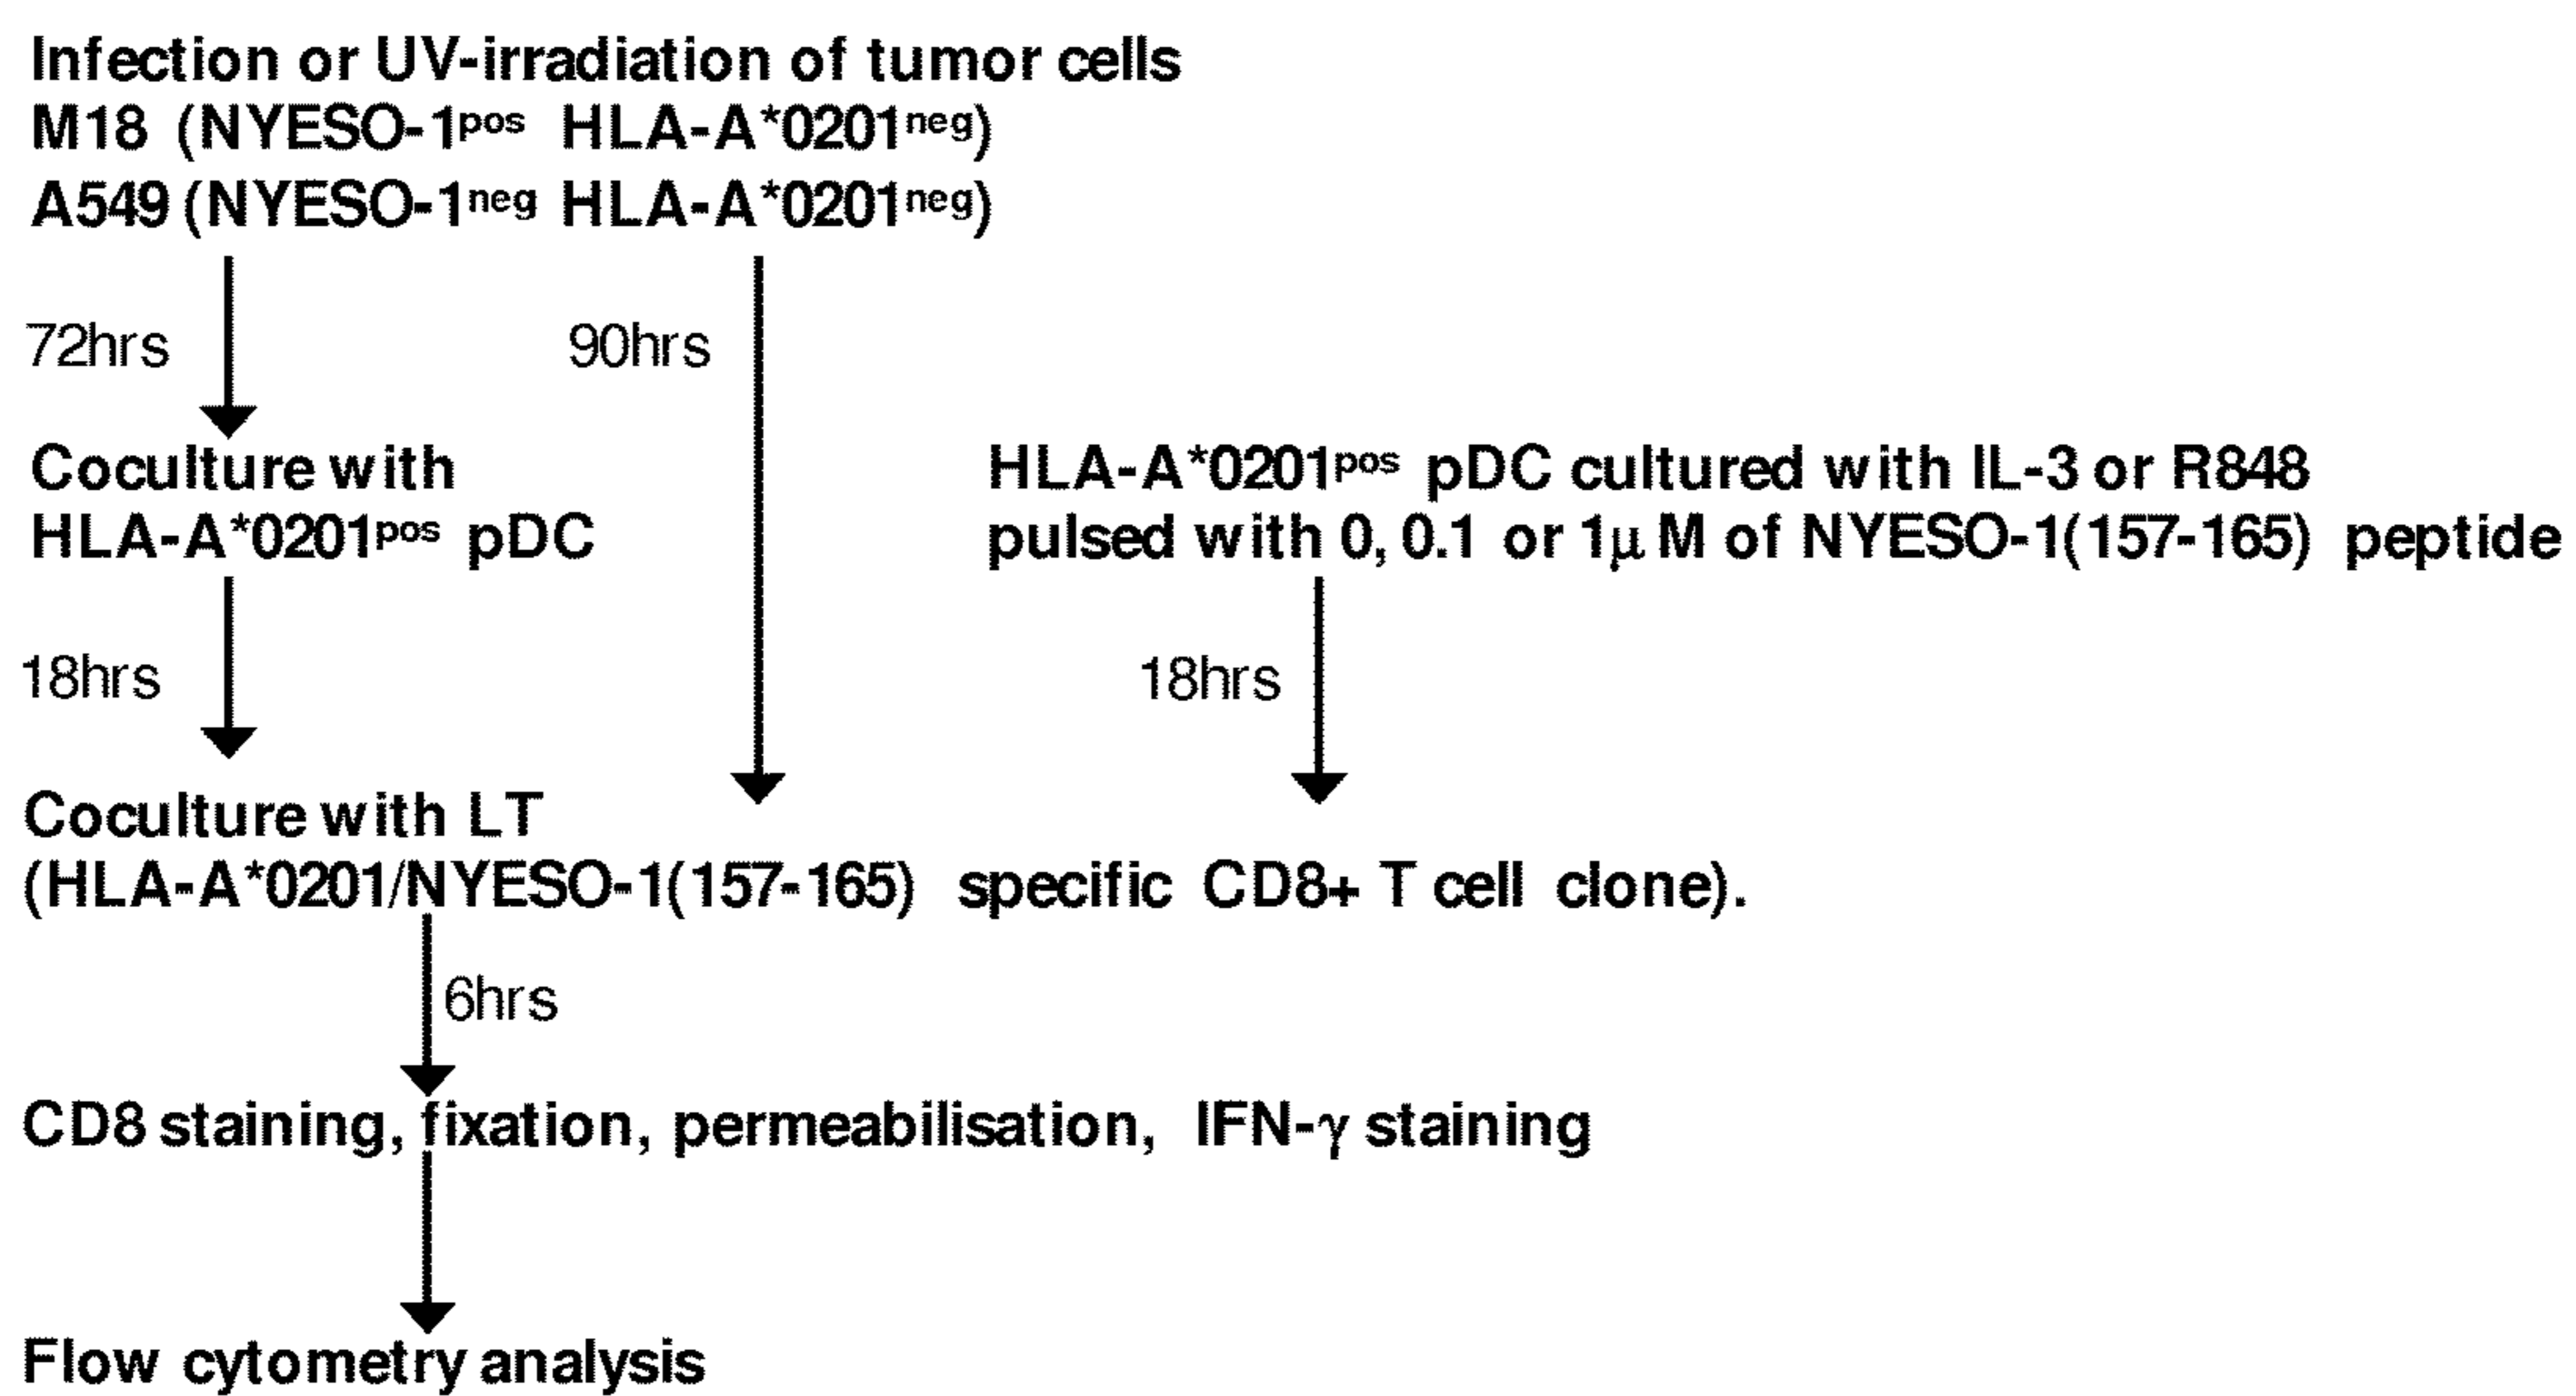 Infection or UV-irradiation of tumor cells
M18 (NYESO-1pos HLA-A*0201neg)
A549 (NYESO-1neg HLA-A*0201neg)
72hrs
90hrs
Coculture with
HLA-A*0201pos pDC
HLA-A*0201pos pDC cultured with IL-3 or R848
pulsed with 0, 0.1 or 1μM of NYESO-1(157-165) peptide
18hrs
18hrs
Coculture with LT
(HLA-A*0201/NYESO-1(157-165) specific CD8+ T cell clone).
6hrs
CD8 staining, fixation, permeabilisation, IFN-γ staining
Flow cytometry analysis